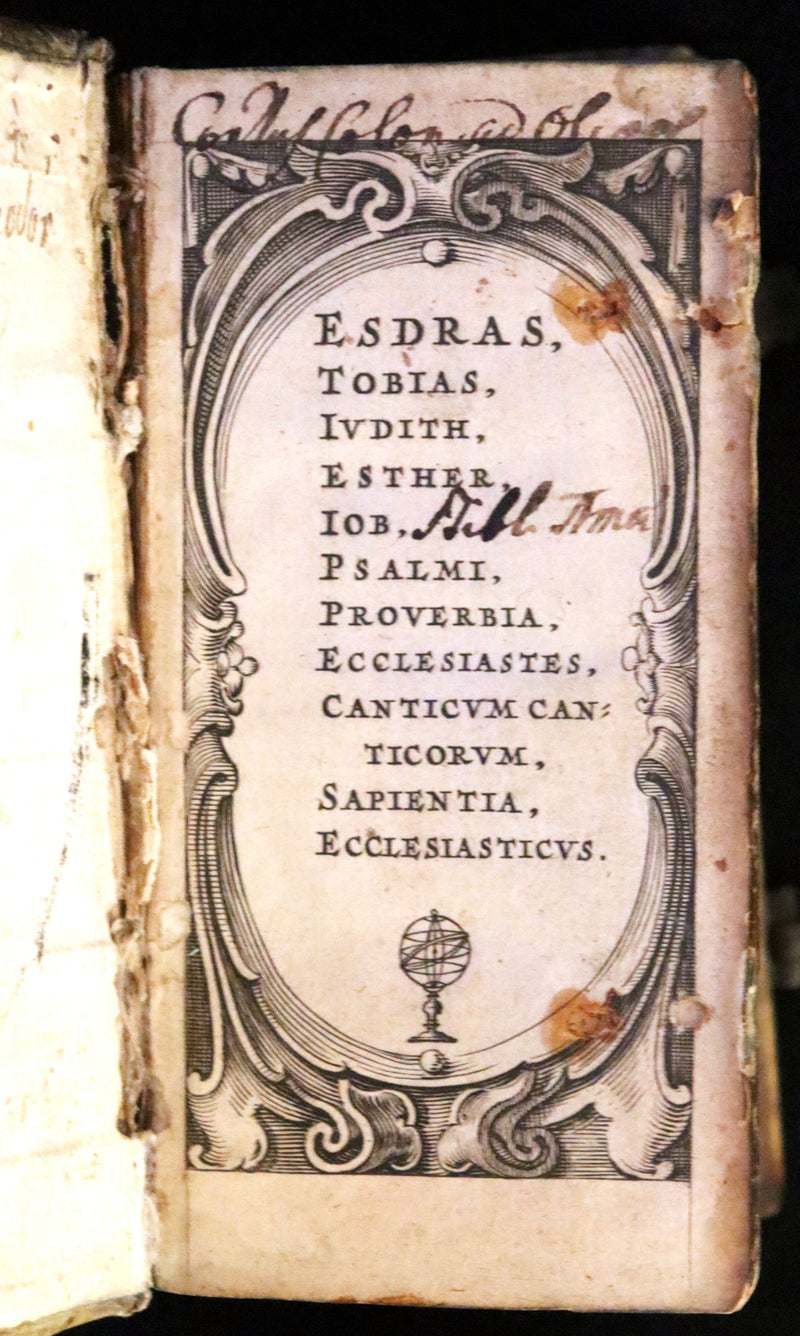 ESDRAS,
TOBIAS,
IVDITH,
ESTHER,
IOB,
PSALMI,
PROVERBIA,
ECCLESIASTES,
CANTICVM CAN-
TICORVM,
SAPIENTIA,
ECCLESIASTICVS.